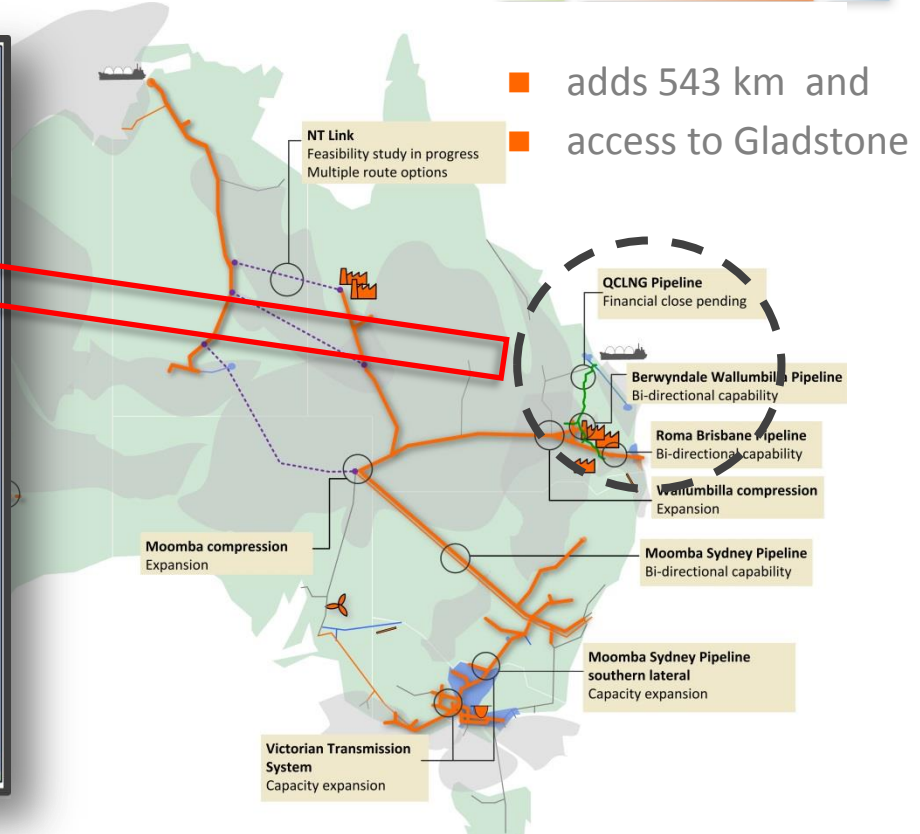 adds 543 km and
access to Gladstone
NT Link
Feasibility study in progress
Multiple route options
QCLNG Pipeline
Financial close pending
Berwyndale Wallumbilla Pipeline
Bi-directional capability
Roma Brisbane Pipeline
Bi-directional capability
Wallumbilla compression
Expansion
Moomba compression
Expansion
Moomba Sydney Pipeline
Bi-directional capability
Moomba Sydney Pipeline
southern lateral
Capacity expansion
Victorian Transmission
System
Capacity expansion